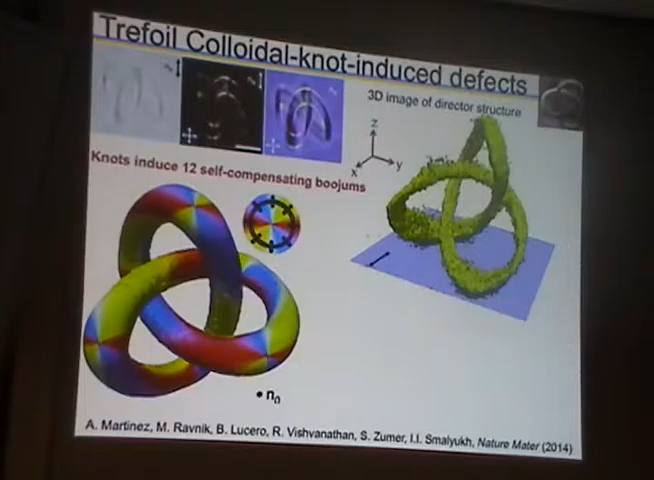 Trefoil Colloidal-knot-induced defects
3D image of director structure
z
y
x
Knots induce 12 self-compensating boojums
n0
A. Martinez, M. Ravnik, B. Lucero, R. Vishvanathan, S. Zumer, I.I. Smalyukh, Nature Mater (2014)